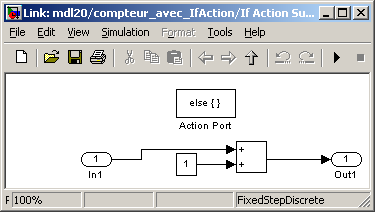 Link: mdl20/compteur_avec_IfAction/If Action Su...
File Edit View Simulation Format Tools Help
else { }
Action Port
1
In1
1
+
+
1
Out1
100%
FixedStepDiscrete